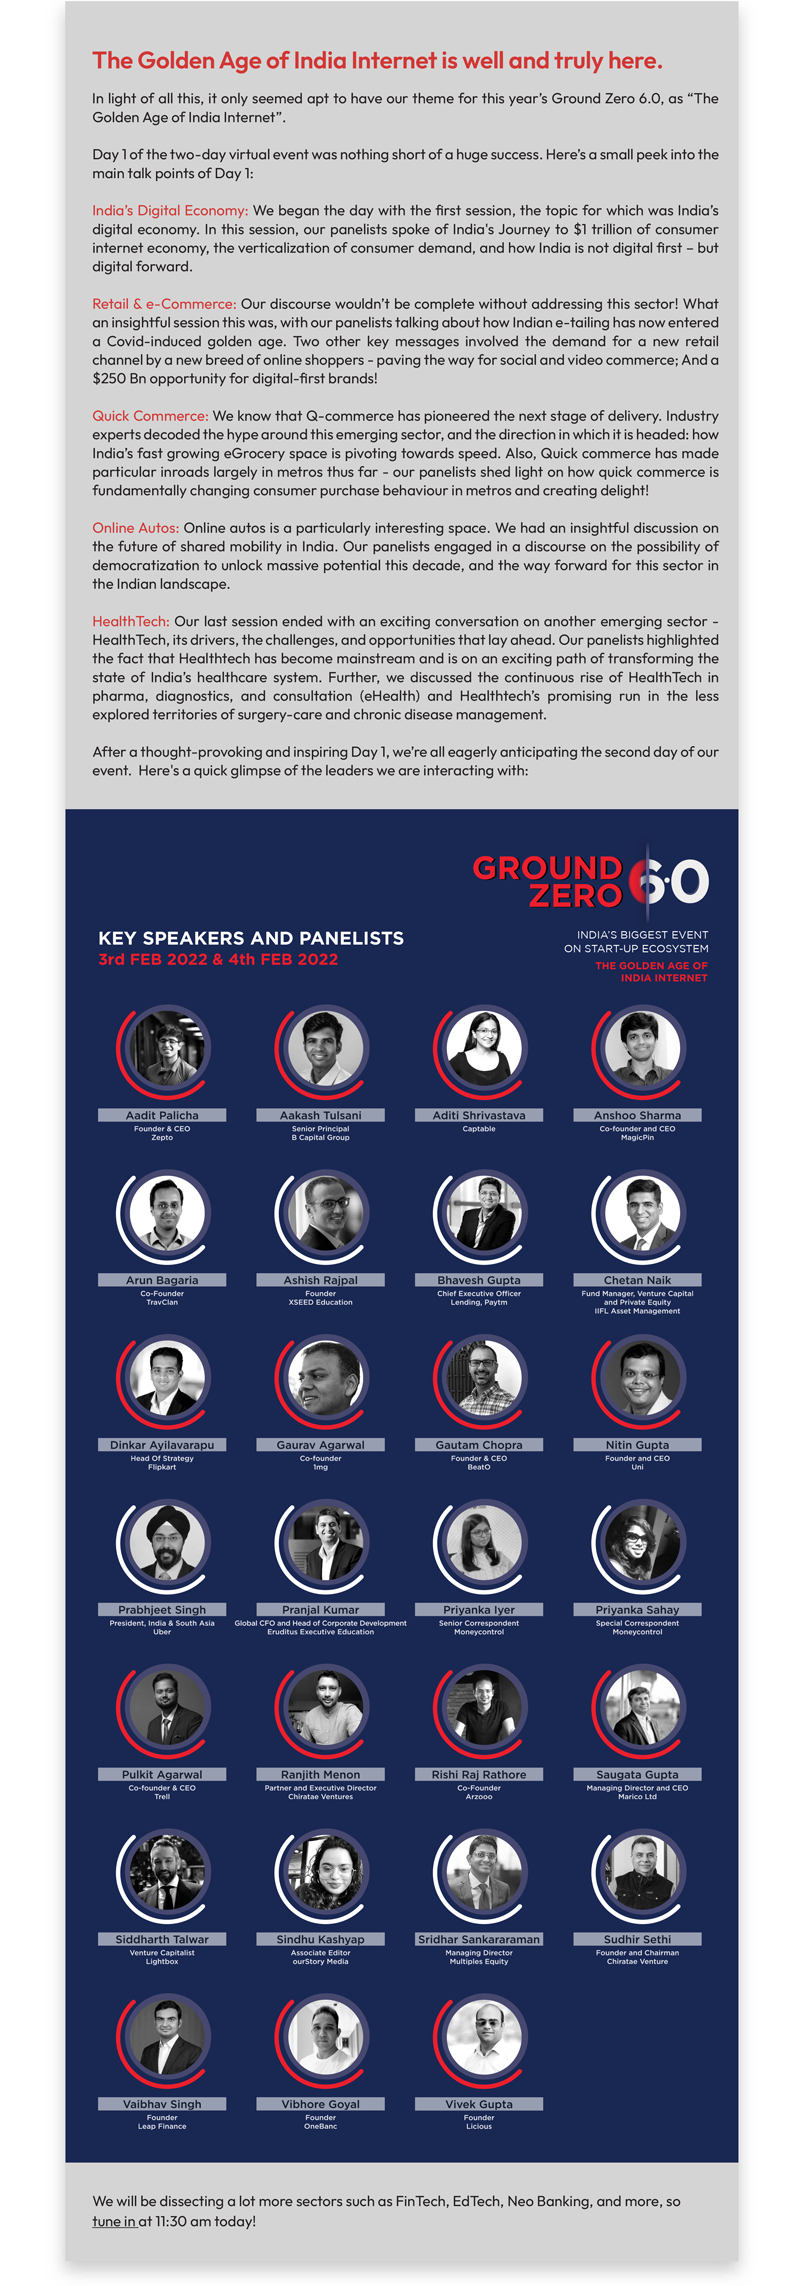 The Golden Age of India Internet is well and truly here.
In light of all this, it only seemed apt to have our theme for this year's Ground Zero 6.0, as “The
Golden Age of India Internet”.
Day 1 of the two-day virtual event was nothing short of a huge success. Here's a small peek into the
main talk points of Day 1:
India's Digital Economy: We began the day with the first session, the topic for which was India's
digital economy. In this session, our panelists spoke of India's Journey to $1 trillion of consumer
internet economy, the verticalization of consumer demand, and how India is not digital first – but
digital forward.
Retail & e-Commerce: Our discourse wouldn't be complete without addressing this sector! What
an insightful session this was, with our panelists talking about how Indian e-tailing has now entered
a Covid-induced golden age. Two other key messages involved the demand for a new retail
channel by a new breed of online shoppers - paving the way for social and video commerce; And a
$250 Bn opportunity for digital-first brands!
Quick Commerce: We know that Q-commerce has pioneered the next stage of delivery. Industry
experts decoded the hype around this emerging sector, and the direction in which it is headed: how
India's fast growing eGrocery space is pivoting towards speed. Also, Quick commerce has made
particular inroads largely in metros thus far - our panelists shed light on how quick commerce is
fundamentally changing consumer purchase behaviour in metros and creating delight!
Online Autos: Online autos is a particularly interesting space. We had an insightful discussion on
the future of shared mobility in India. Our panelists engaged in a discourse on the possibility of
democratization to unlock massive potential this decade, and the way forward for this sector in
the Indian landscape.
HealthTech: Our last session ended with an exciting conversation on another emerging sector -
HealthTech, its drivers, the challenges, and opportunities that lay ahead. Our panelists highlighted
the fact that Healthtech has become mainstream and is on an exciting path of transforming the
state of India's healthcare system. Further, we discussed the continuous rise of HealthTech in
pharma, diagnostics, and consultation (eHealth) and Healthtech's promising run in the less
explored territories of surgery-care and chronic disease management.
After a thought-provoking and inspiring Day 1, we're all eagerly anticipating the second day of our
event. Here's a quick glimpse of the leaders we are interacting with:
GROUND
ZERO 6.0
KEY SPEAKERS AND PANELISTS
3rd FEB 2022 & 4th FEB 2022
INDIA'S BIGGEST EVENT
ON START-UP ECOSYSTEM
THE GOLDEN AGE OF
INDIA INTERNET
Aadit Palicha
Founder & CEO
Zepto
Aakash Tulsani
Senior Principal
B Capital Group
Aditi Shrivastava
Captable
Anshoo Sharma
Co-founder and CEO
MagicPin
Arun Bagaria
Co-Founder
TravClan
Ashish Rajpal
Founder
XSEED Education
Bhavesh Gupta
Chief Executive Officer
Lending, Paytm
Chetan Naik
Fund Manager, Venture Capital
and Private Equity
IIFL Asset Management
Dinkar Ayilavarapu
Head Of Strategy
Flipkart
Gaurav Agarwal
Co-founder
1mg
Gautam Chopra
Founder & CEO
BeatO
Nitin Gupta
Founder and CEO
Uni
Prabhjeet Singh
President, India & South Asia
Uber
Pranjal Kumar
Global CFO and Head of Corporate Development
Eruditus Executive Education
Priyanka Iyer
Senior Correspondent
Moneycontrol
Priyanka Sahay
Special Correspondent
Moneycontrol
Pulkit Agarwal
Co-founder & CEO
Trell
Ranjith Menon
Partner and Executive Director
Chiratae Ventures
Rishi Raj Rathore
Co-Founder
Arzooo
Saugata Gupta
Managing Director and CEO
Marico Ltd
Siddharth Talwar
Venture Capitalist
Lightbox
Sindhu Kashyap
Associate Editor
ourStory Media
Sridhar Sankararaman
Managing Director
Multiples Equity
Sudhir Sethi
Founder and Chairman
Chiratae Venture
Vaibhav Singh
Founder
Leap Finance
Vibhore Goyal
Founder
OneBanc
Vivek Gupta
Founder
Licious
We will be dissecting a lot more sectors such as FinTech, EdTech, Neo Banking, and more, so
tune in at 11:30 am today!